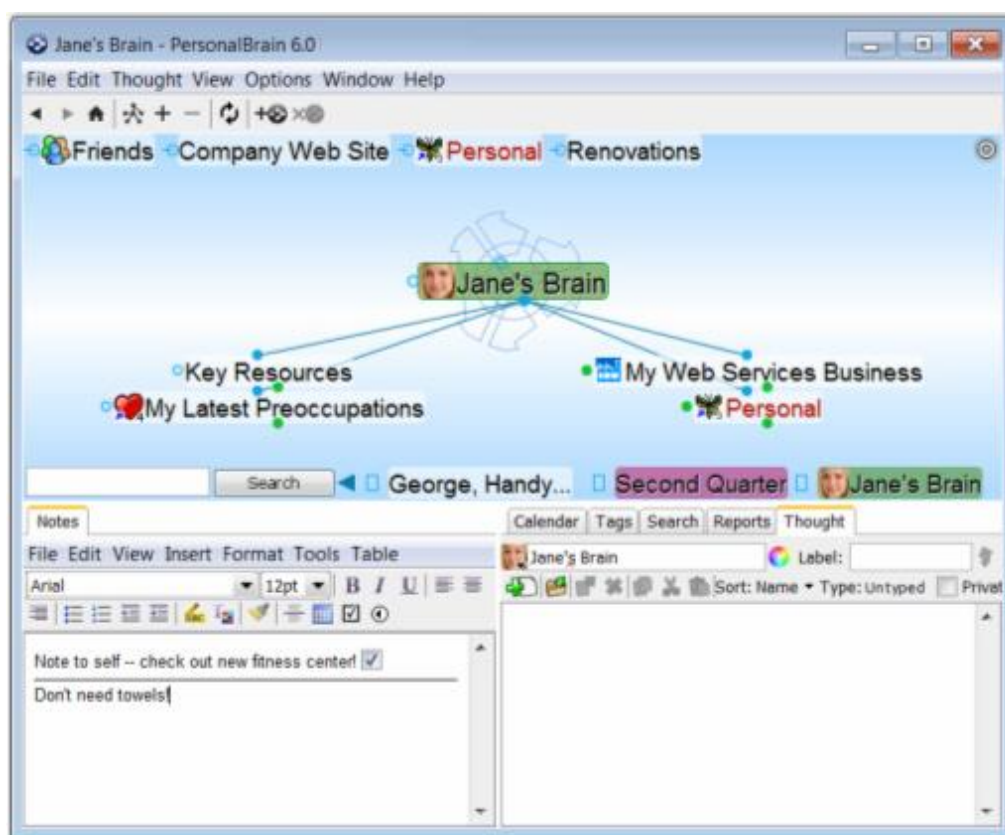 Jane's Brain - PersonalBrain 6.0
File Edit Thought View Options Window Help
Friends Company Web Site Personal Renovations
Jane's Brain
Key Resources My Web Services Business
My Latest Preoccupations Personal
Search George, Handy... Second Quarter Jane's Brain
Notes
File Edit View Insert Format Tools Table
Arial 12pt B I U
Note to self -- check out new fitness center!
Don't need towels!
Calendar Tags Search Reports Thought
Jane's Brain Label:
Sort: Name Type: Untyped Privat